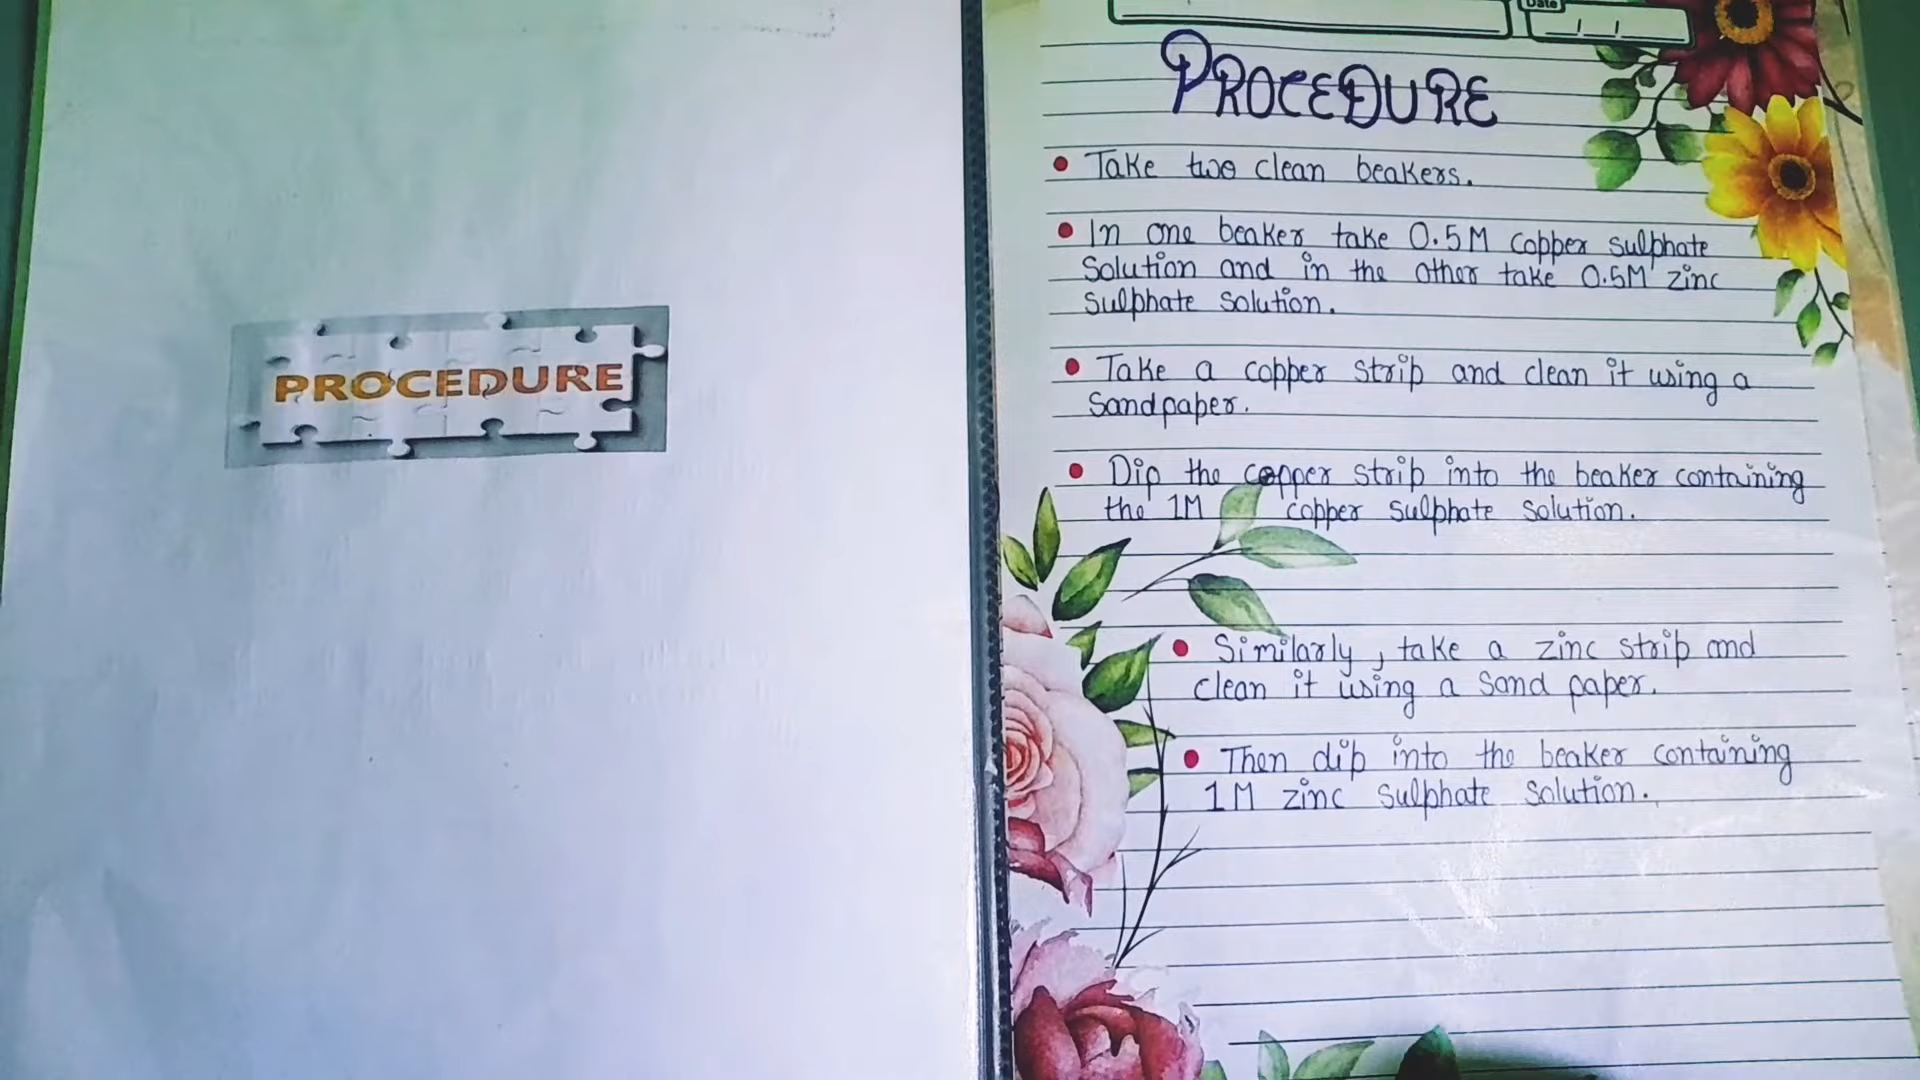 PROCEDURE
Date
PROCEDURE
• Take two clean beakers.
• In one beaker take 0.5M copper sulphate
Solution and in the other take 0.5M zinc
sulphate solution.
• Take a copper strip and clean it using a
Sandpaper.
• Dip the copper strip into the beaker containing
the 1M copper sulphate solution.
• Similarly, take a zinc strip and
clean it using a Sand paper.
• Then dip into the beaker containing
1M zinc sulphate solution.